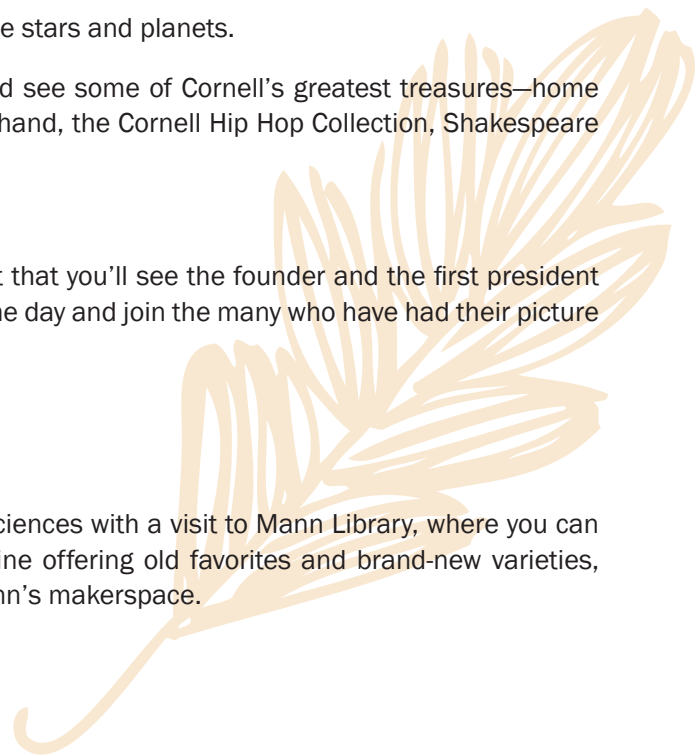 e stars and planets.
d see some of Cornell’s greatest treasures—home
hand, the Cornell Hip Hop Collection, Shakespeare
t that you’ll see the founder and the first president
e day and join the many who have had their picture
ciences with a visit to Mann Library, where you can
ine offering old favorites and brand-new varieties,
nn’s makerspace.